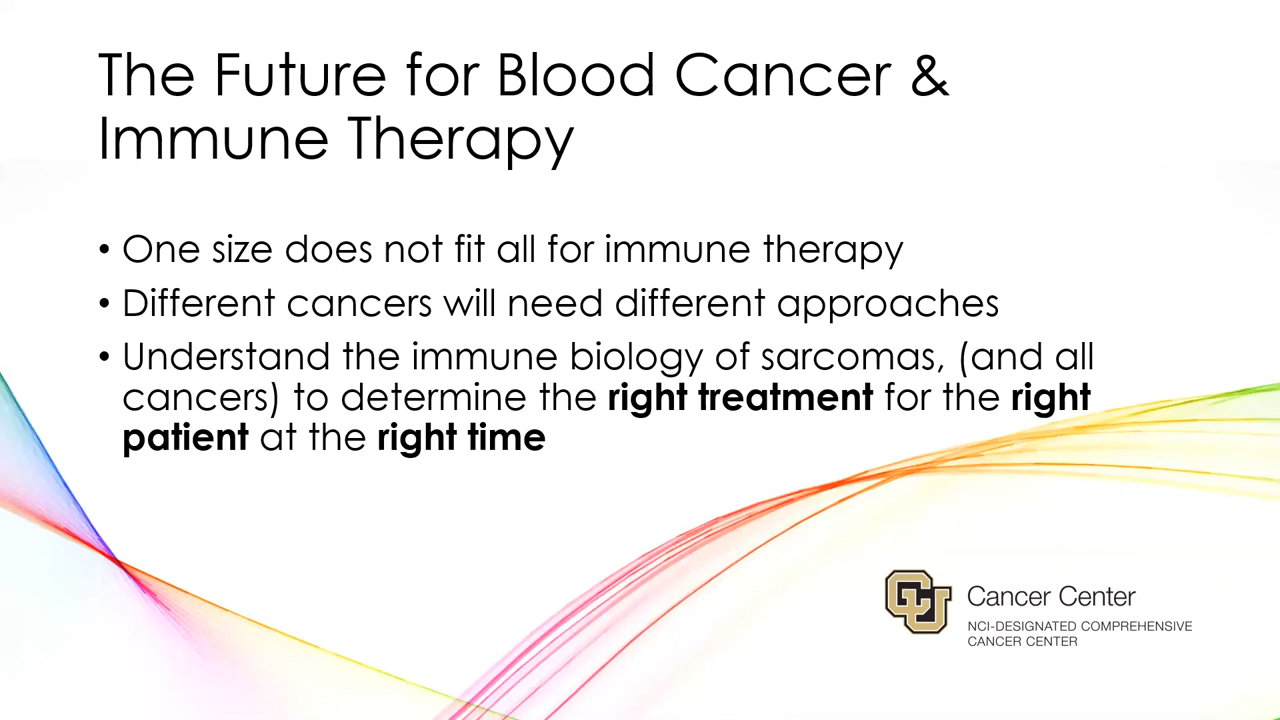 The Future for Blood Cancer &
Immune Therapy
• One size does not fit all for immune therapy
• Different cancers will need different approaches
• Understand the immune biology of sarcomas, (and all
cancers) to determine the right treatment for the right
patient at the right time
CU
Cancer Center
NCI-DESIGNATED COMPREHENSIVE
CANCER CENTER